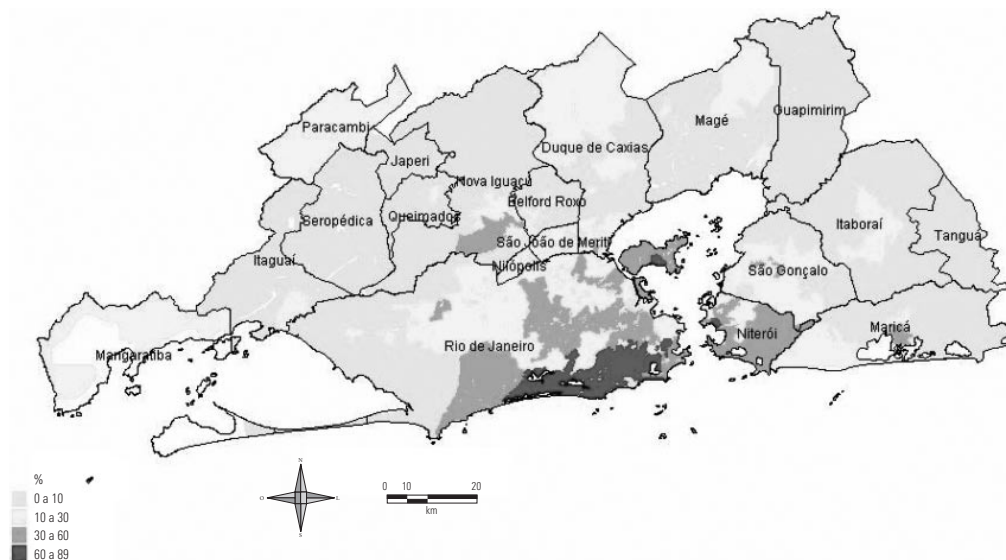 Paracambi
Guapimirim
Magé
Japeri
Duque de Caxias
Nova Iguaçu
Belford Roxo
Seropédica
Queimados
Itaboraí
Tanguá
São João de Meriti
Itaguaí
Nilópolis
São Gonçalo
Maricá
Niterói
Rio de Janeiro
Mangaratiba
%
0 a 10
10 a 30
30 a 60
60 a 89
N
O
L
S
0 10 20
km